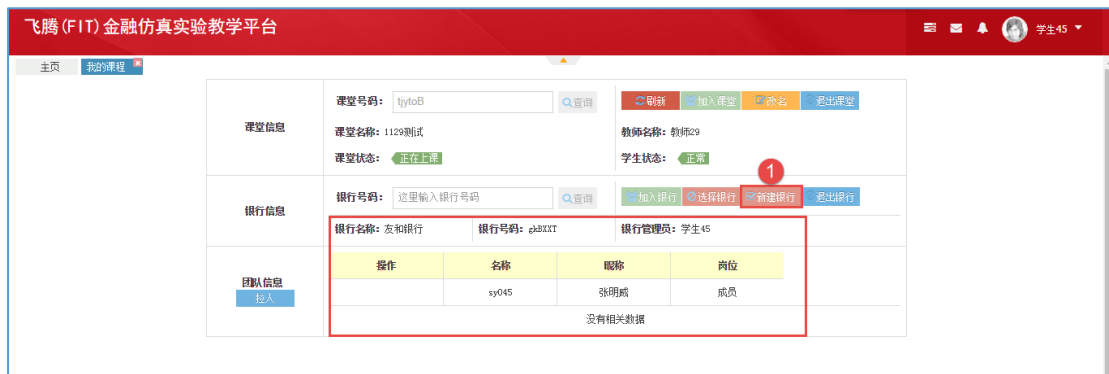 飞腾(FIT)金融仿真实验教学平台 学生45
主页 我的课程
课堂信息
课堂号码： tjytoB 查询 刷新 加入课堂 改名 退出课堂
课堂名称：1129测试 教师名称：教师29
课堂状态： 正在上课 学生状态： 正常
1
银行信息
银行号码： 这里输入银行号码 查询 加入银行 选择银行 新建银行 退出银行
银行名称：友和银行 银行号码：gkBXXT 银行管理员：学生45
团队信息
拉人
操作 名称 昵称 岗位
sy045 张明威 成员
没有相关数据